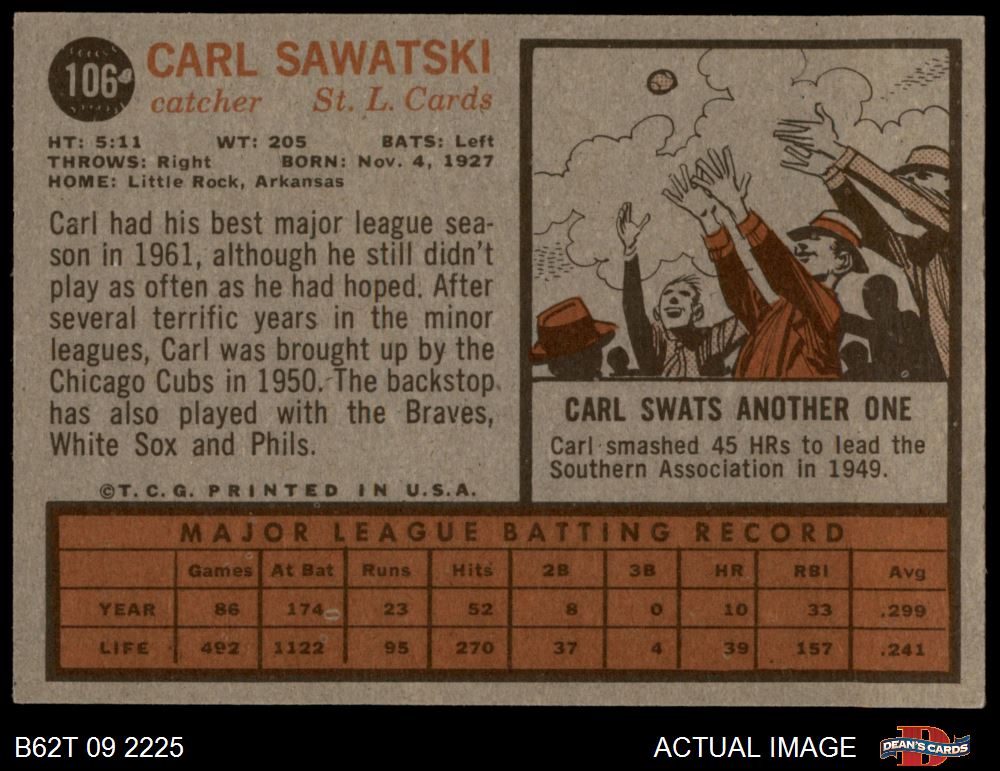 106
CARL SAWATSKI
catcher St. L. Cards
HT: 5:11 WT: 205 BATS: Left
THROWS: Right BORN: Nov. 4, 1927
HOME: Little Rock, Arkansas
Carl had his best major league sea-
son in 1961, although he still didn't
play as often as he had hoped. After
several terrific years in the minor
leagues, Carl was brought up by the
Chicago Cubs in 1950. The backstop
has also played with the Braves,
White Sox and Phils.
©T.C.G. PRINTED IN U.S.A.
CARL SWATS ANOTHER ONE
Carl smashed 45 HRs to lead the
Southern Association in 1949.
MAJOR LEAGUE BATTING RECORD
Games At Bat Runs Hits 2B 3B HR RBI Avg
YEAR 86 174 23 52 8 0 10 33 .299
LIFE 492 1122 95 270 37 4 39 157 .241
B62T 09 2225 ACTUAL IMAGE DEAN'S CARDS